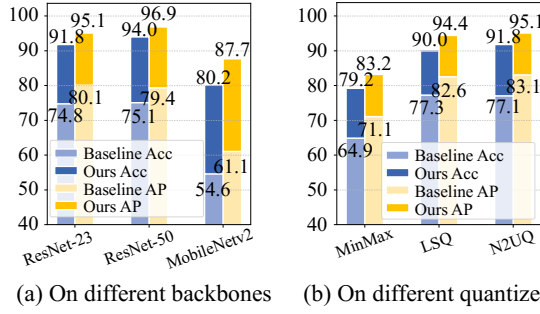 100
90
80
70
60
50
40
91.8
95.1
94.0
96.9
80.2
87.7
74.8
80.1
75.1
79.4
54.6
61.1
Baseline Acc
Ours Acc
Baseline AP
Ours AP
ResNet-23
ResNet-50
MobileNetv2
(a) On different backbones
100
90
80
70
60
50
40
79.2
83.2
90.0
94.4
91.8
95.1
64.9
71.1
77.3
82.6
77.1
83.1
Baseline Acc
Ours Acc
Baseline AP
Ours AP
MinMax
LSQ
N2UQ
(b) On different quantize